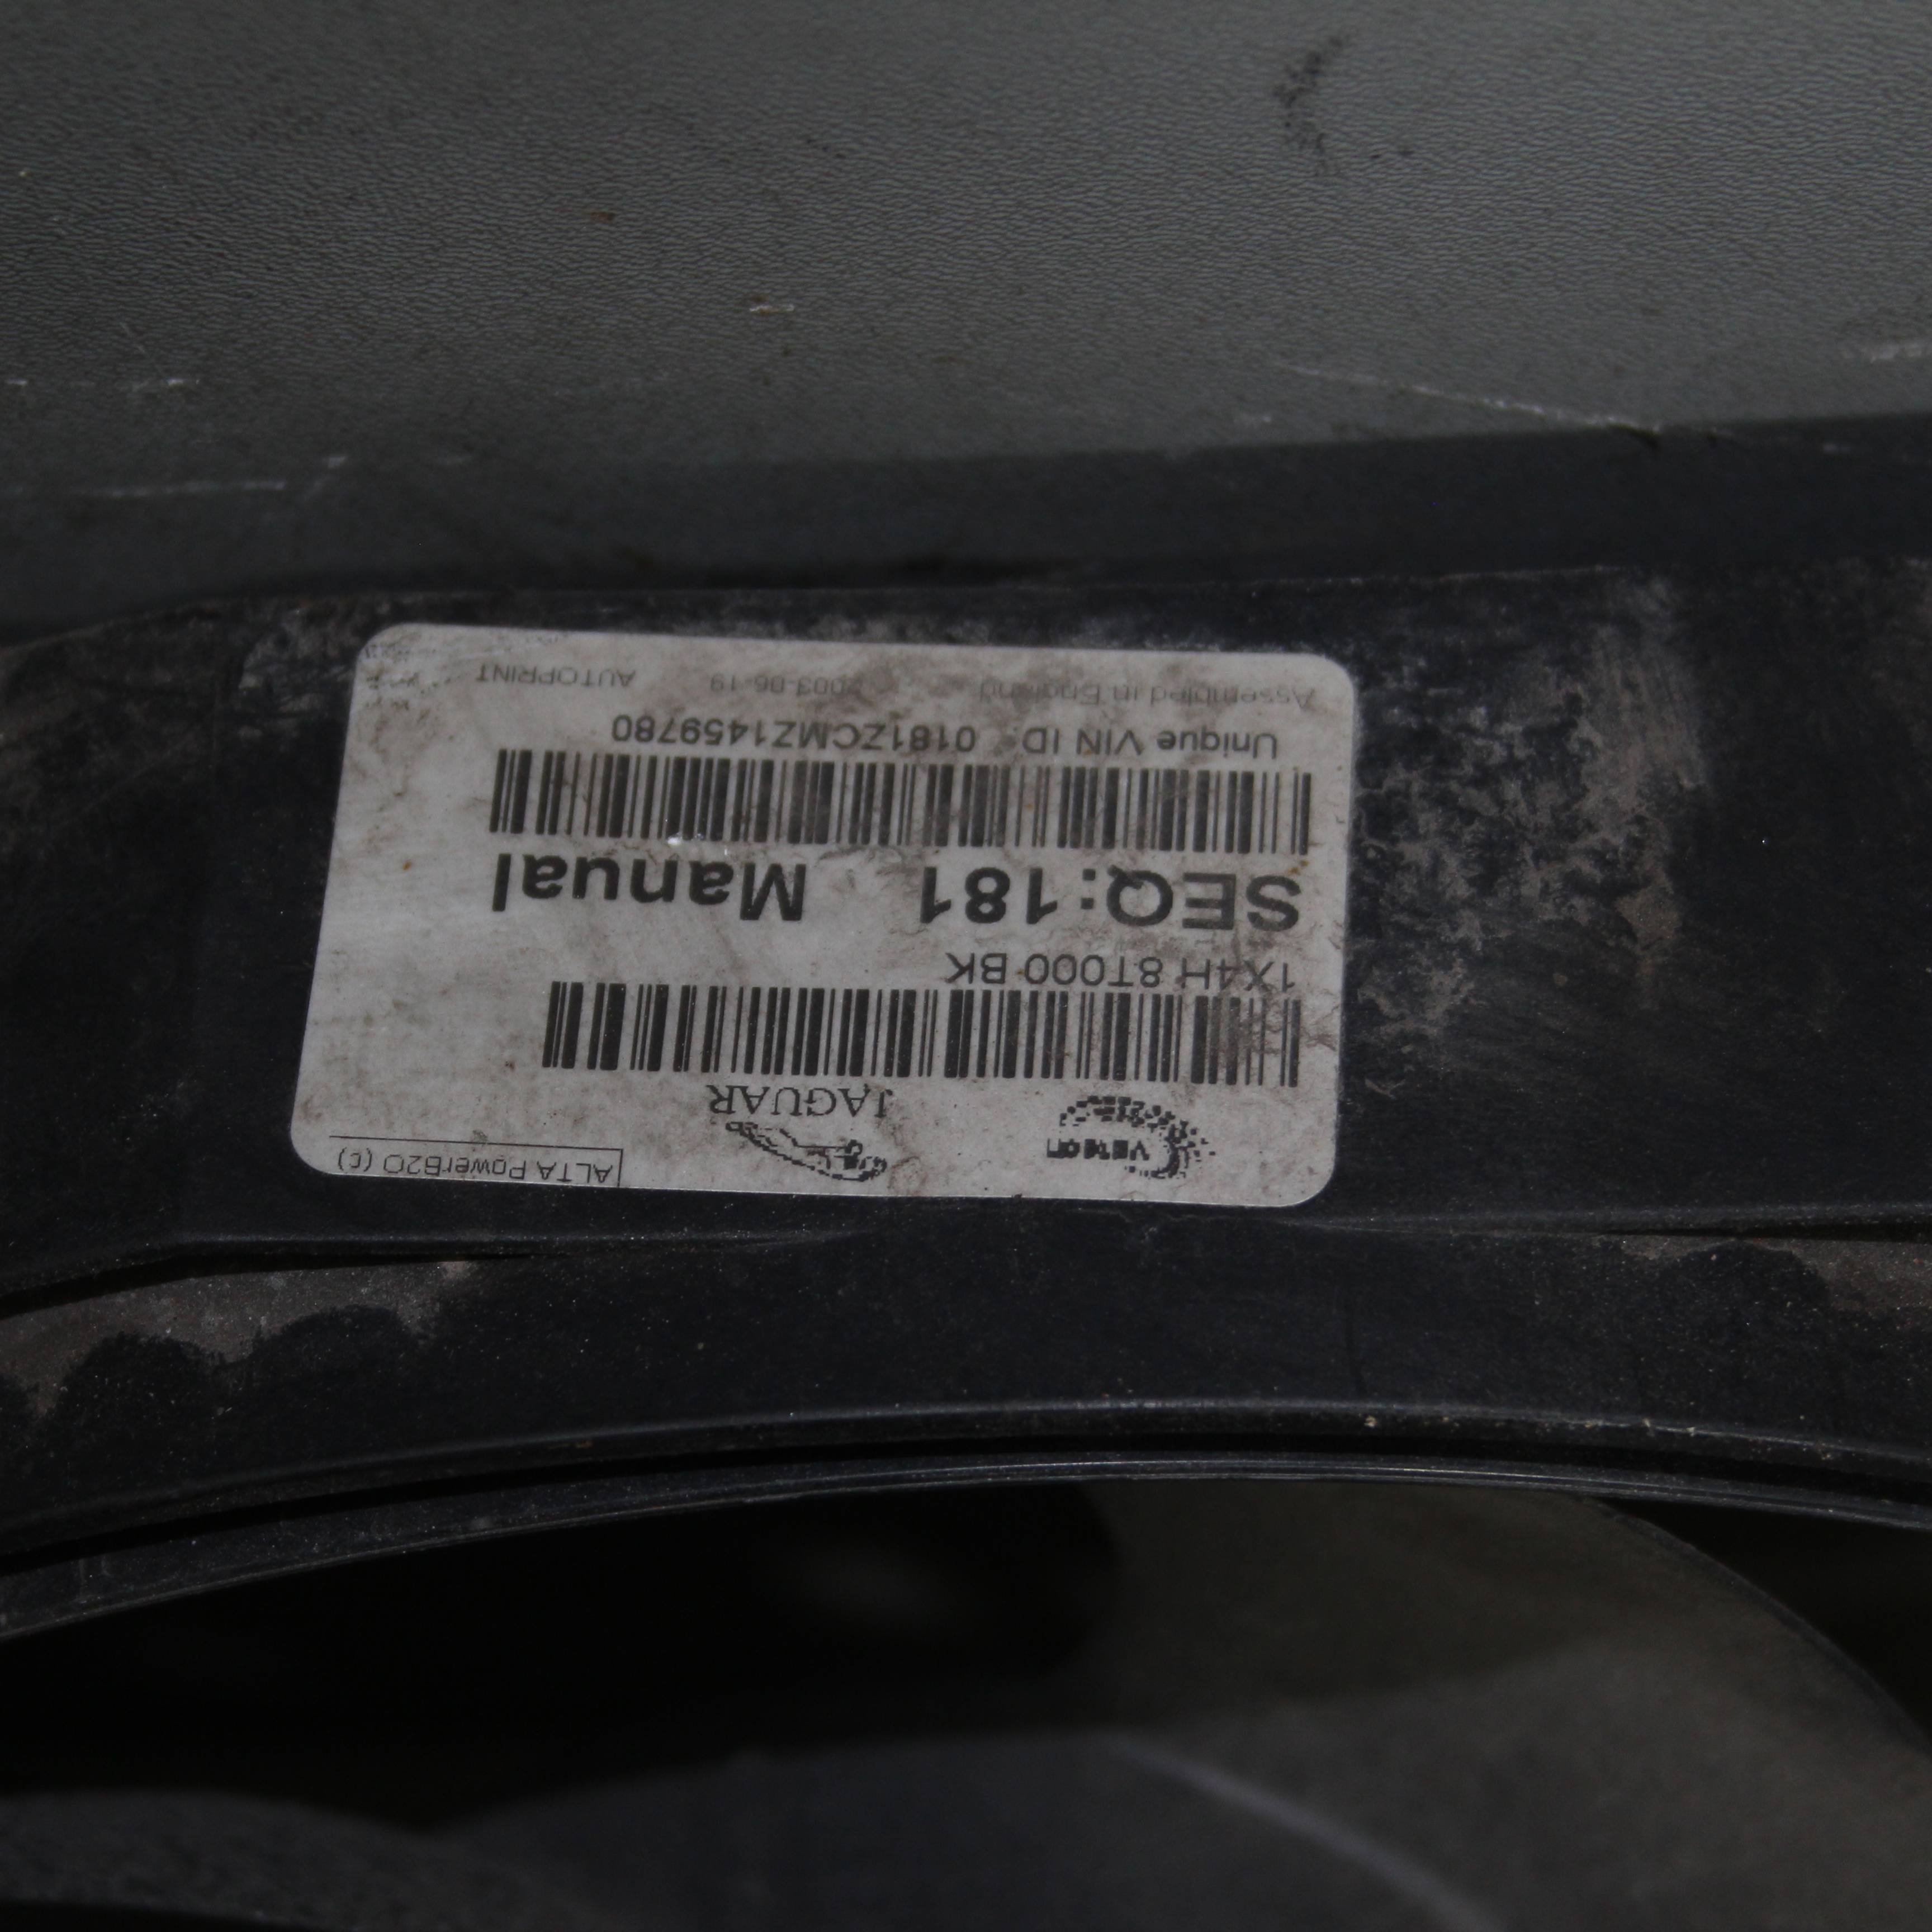 ALTA PowerB2O (c)
Visteon
JAGUAR
1X4H 8T000 BK
SEQ:181 Manual
Unique VIN ID 0181ZCMZ1459780
Assembled in England 2003-06-19 AUTOPRINT